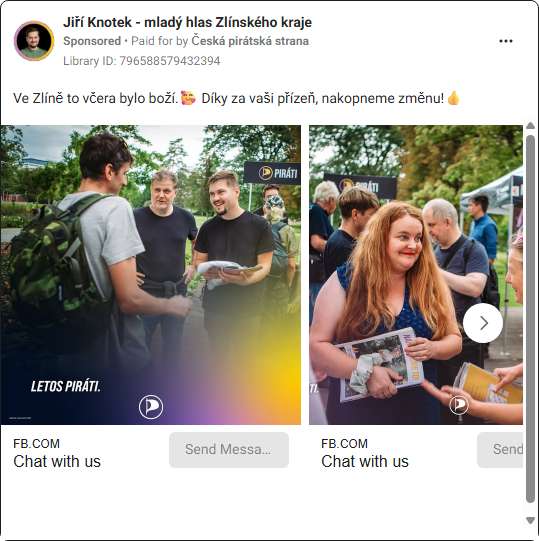 Jiří Knotek - mladý hlas Zlínského kraje
Sponsored • Paid for by Česká pirátská strana
Library ID: 796588579432394
Ve Zlíně to včera bylo boží.🥰 Díky za vaši přízeň, nakopneme změnu!👍
PIRÁTI
LETOS PIRÁTI.
PIRÁTI
TI.
FB.COM
Chat with us
Send Messa...
FB.COM
Chat with us
Send